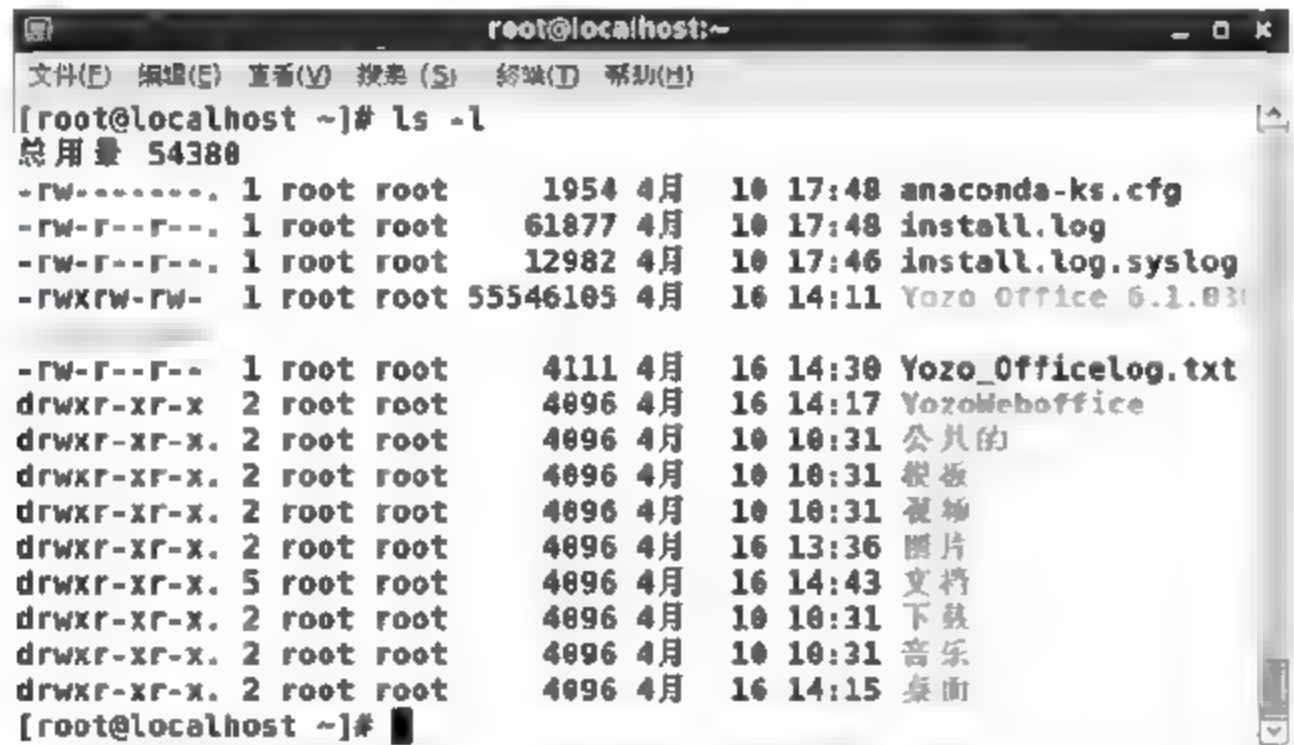 root@localhost:~
文件(F) 编辑(E) 查看(V) 搜索 (S) 终端(T) 帮助(H)
[root@localhost ~]# ls -l
总用量 54380
-rw-------. 1 root root 1954 4月 10 17:48 anaconda-ks.cfg
-rw-r--r--. 1 root root 61877 4月 10 17:48 install.log
-rw-r--r--. 1 root root 12982 4月 10 17:46 install.log.syslog
-rwxrw-rw- 1 root root 55546105 4月 16 14:11 Yozo Office 6.1.030
-rw-r--r-- 1 root root 4111 4月 16 14:30 Yozo_Officelog.txt
drwxr-xr-x 2 root root 4096 4月 16 14:17 YozoWeboffice
drwxr-xr-x. 2 root root 4096 4月 10 10:31 公共的
drwxr-xr-x. 2 root root 4096 4月 10 10:31 模板
drwxr-xr-x. 2 root root 4096 4月 10 10:31 视频
drwxr-xr-x. 2 root root 4096 4月 16 13:36 图片
drwxr-xr-x. 5 root root 4096 4月 16 14:43 文档
drwxr-xr-x. 2 root root 4096 4月 10 10:31 下载
drwxr-xr-x. 2 root root 4096 4月 10 10:31 音乐
drwxr-xr-x. 2 root root 4096 4月 16 14:15 桌面
[root@localhost ~]#